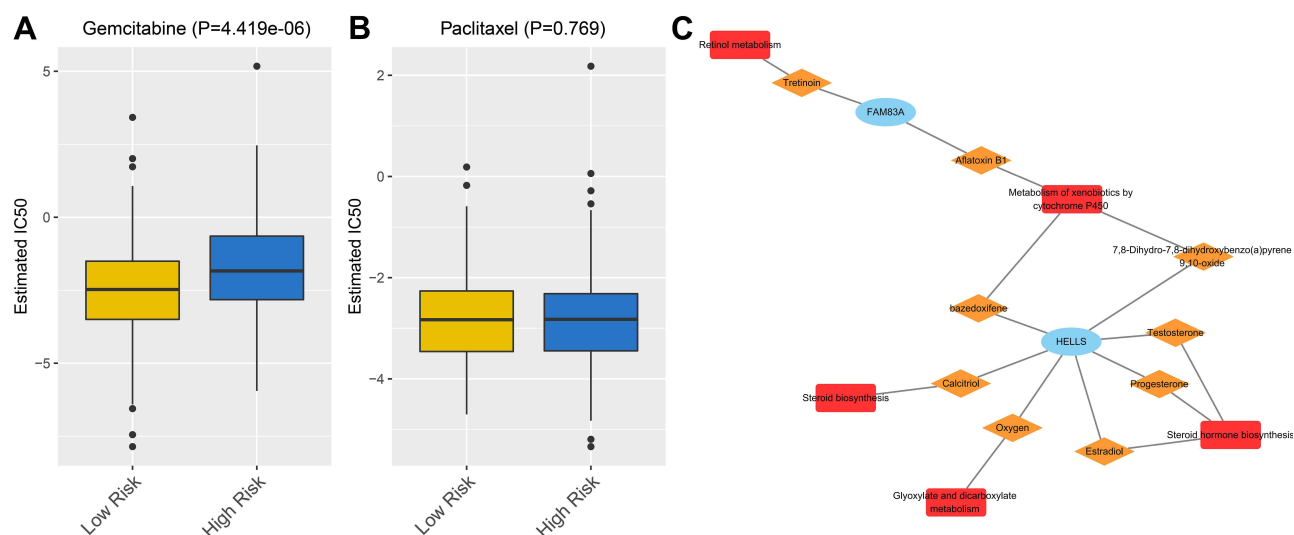 A
Gemcitabine (P=4.419e-06)
Estimated IC50
5
0
−5
Low Risk
High Risk
B
Paclitaxel (P=0.769)
Estimated IC50
2
0
−2
−4
Low Risk
High Risk
C
Retinol metabolism
Tretinoin
FAM83A
Aflatoxin B1
Metabolism of xenobiotics by
cytochrome P450
7,8-Dihydro-7,8-dihydroxybenzo(a)pyrene
9,10-oxide
bazedoxifene
HELLS
Testosterone
Calcitriol
Progesterone
Steroid biosynthesis
Oxygen
Estradiol
Steroid hormone biosynthesis
Glyoxylate and dicarboxylate
metabolism